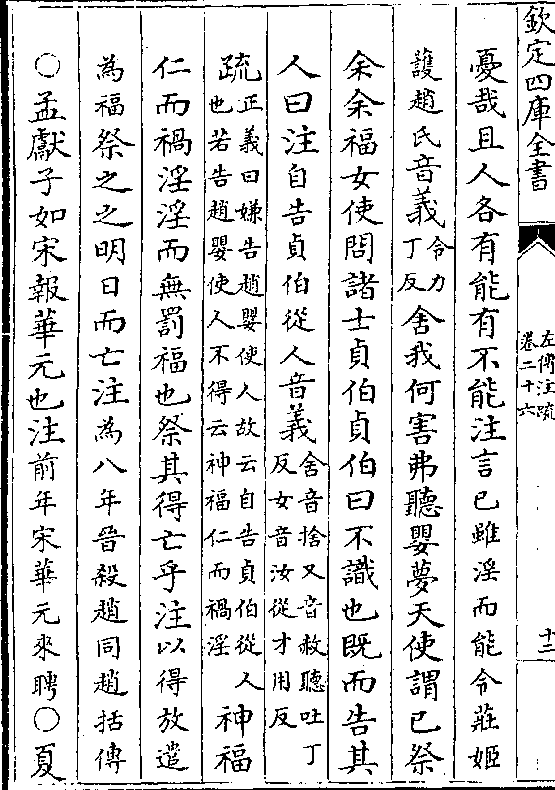 欽定四庫全書
左傳注疏
卷二十六
十三
憂哉且人各有能有不能注言已雖淫而能令莊姬
護趙氏音義令力
丁反舍我何害弗聽嬰夢天使謂已祭
余余福女使問諸士貞伯貞伯曰不識也既而告其
人曰注自告貞伯從人音義舍音捨又音赦聽吐丁
反女音汝從才用反
疏正義曰嫌告趙嬰使人故云自告貞伯從人
也若告趙嬰使人不得云神福仁而禍淫神福
仁而禍淫淫而無罰福也祭其得亡乎注以得放遣
為福祭之之明日而亡注為八年晉殺趙同趙括傳
○孟獻子如宋報華元也注前年宋華元來聘○夏